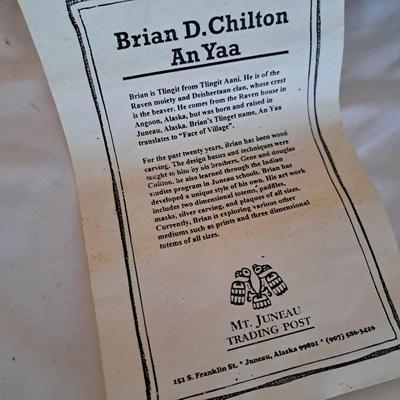 Brian D. Chilton
An Yaa
Brian is Tlingit from Tlingit Aani. He is of the
Raven moiety and Deisheetaan clan, whose crest
is the beaver. He comes from the Raven house in
Angoon, Alaska, but was born and raised in
Juneau, Alaska. Brian's Tlinget name, An Yaa
translates to "Face of Village".
For the past twenty years, Brian has been wood
carving. The design basics and techniques were
taught to him by his brothers, Gene and douglas
Chilton. he also learned through the Indian
studies program in Juneau schools. Brian has
developed a unique style of his own. His art work
includes two dimensional totems, paddles,
masks, silver carving, and plaques of all sizes.
Currently, Brian is exploring various other
mediums such as prints and three dimensional
totems of all sizes.
MT. JUNEAU
TRADING POST
151 S. Franklin St. * Juneau, Alaska 99801 * (907) 586-3426